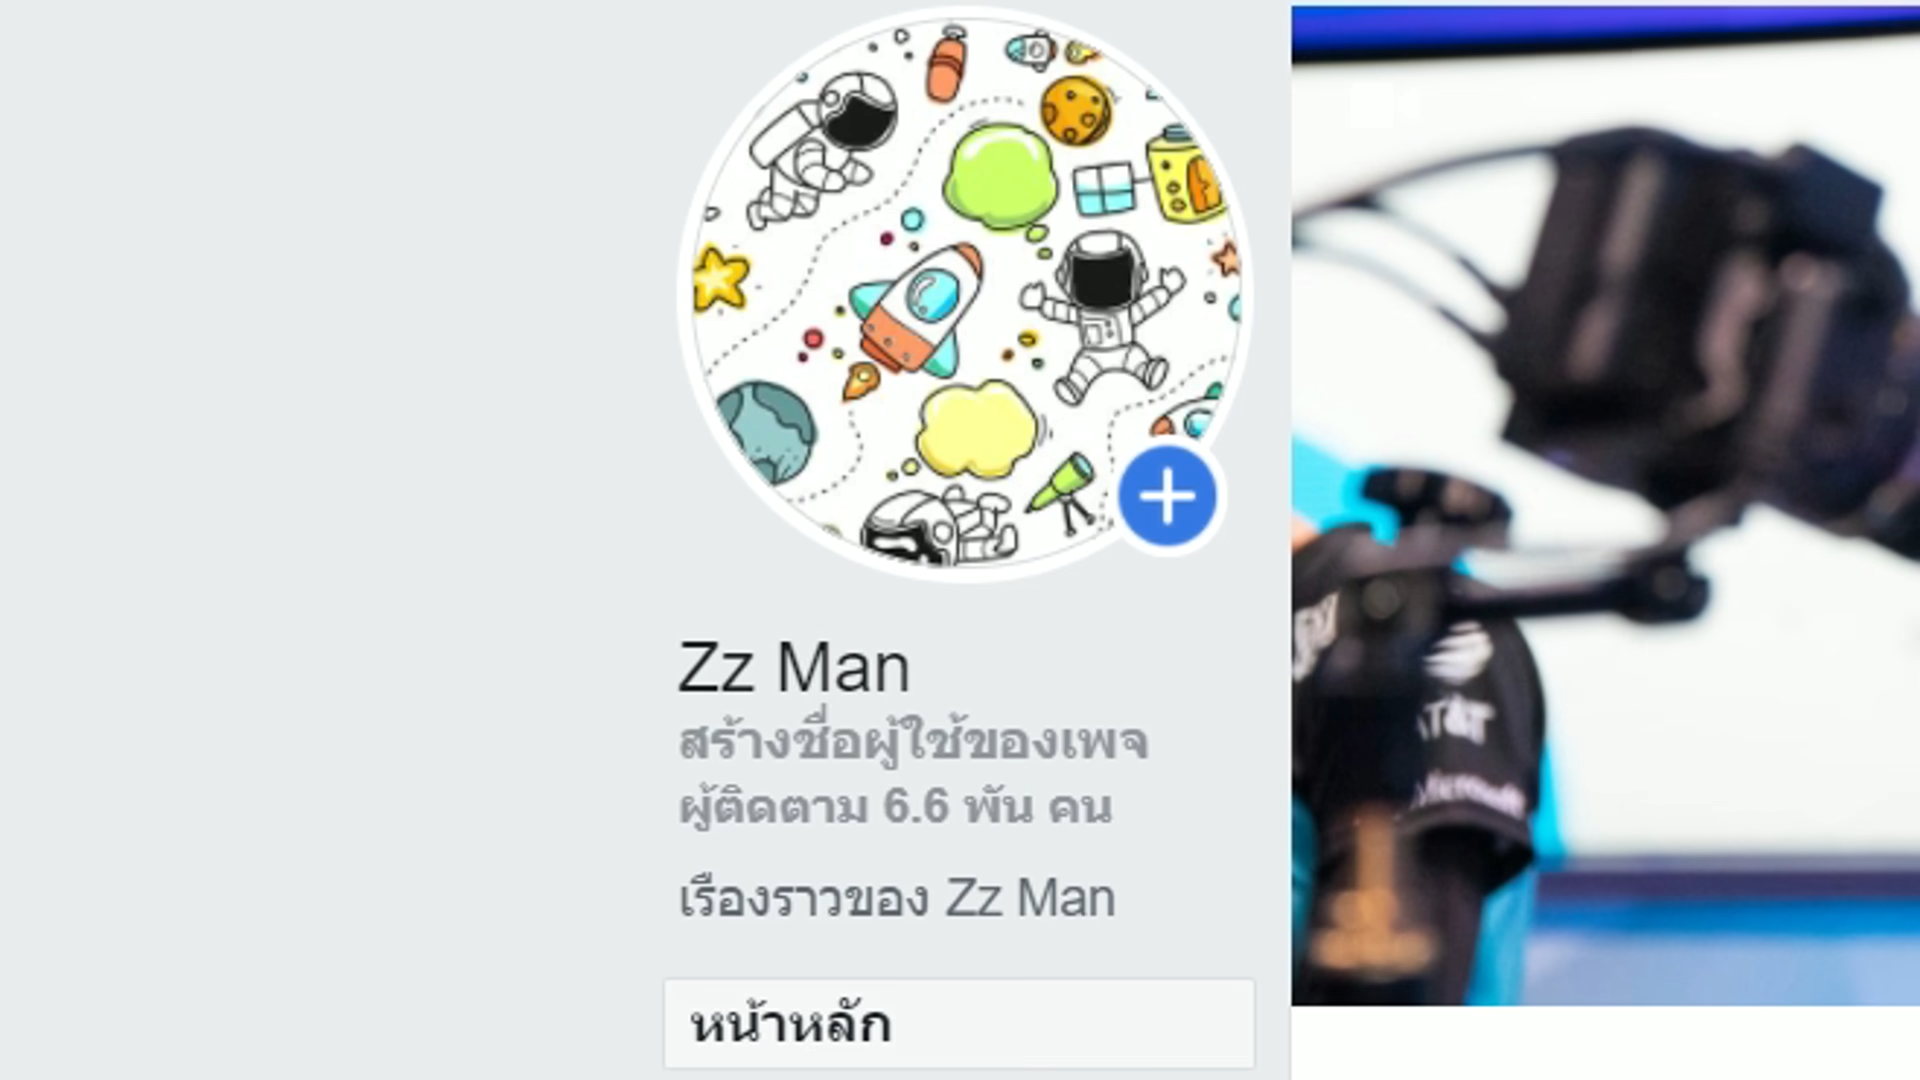 Zz Man
สร้างชื่อผู้ใช้ของเพจ
ผู้ติดตาม 6.6 พัน คน
เรื่องราวของ Zz Man
หน้าหลัก
AT&T
Microsoft